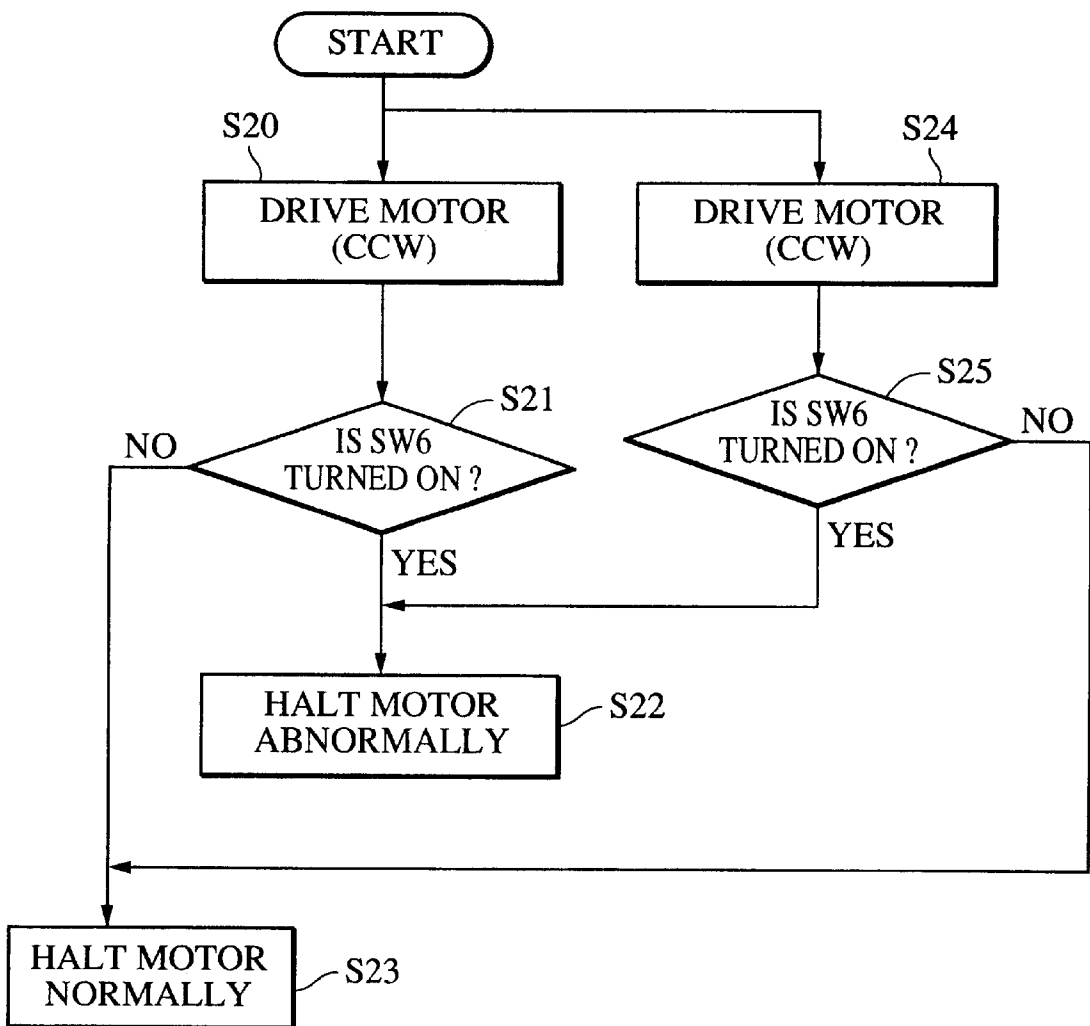 START
S20
S24
DRIVE MOTOR
(CCW)
DRIVE MOTOR
(CCW)
S21
S25
IS SW6
TURNED ON ?
IS SW6
TURNED ON ?
NO
NO
YES
YES
HALT MOTOR
ABNORMALLY
S22
HALT MOTOR
NORMALLY
S23